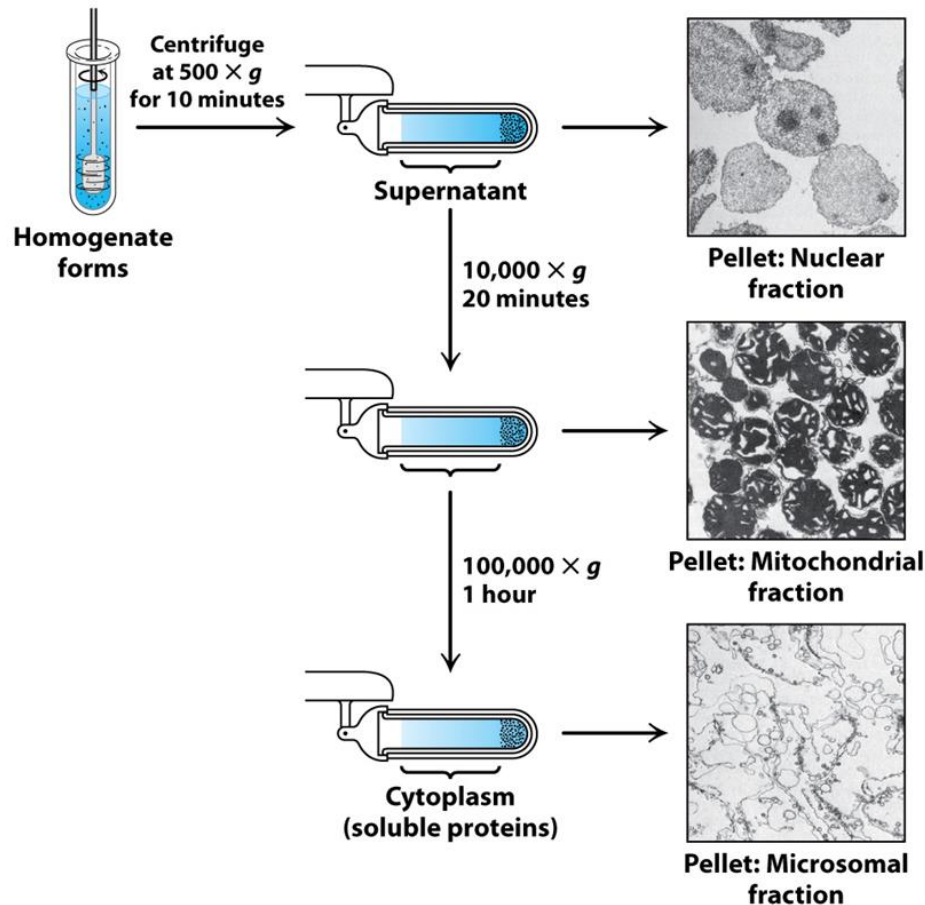 Centrifuge
at 500 × g
for 10 minutes
Homogenate
forms
Supernatant
Pellet: Nuclear
fraction
10,000 × g
20 minutes
Pellet: Mitochondrial
fraction
100,000 × g
1 hour
Cytoplasm
(soluble proteins)
Pellet: Microsomal
fraction